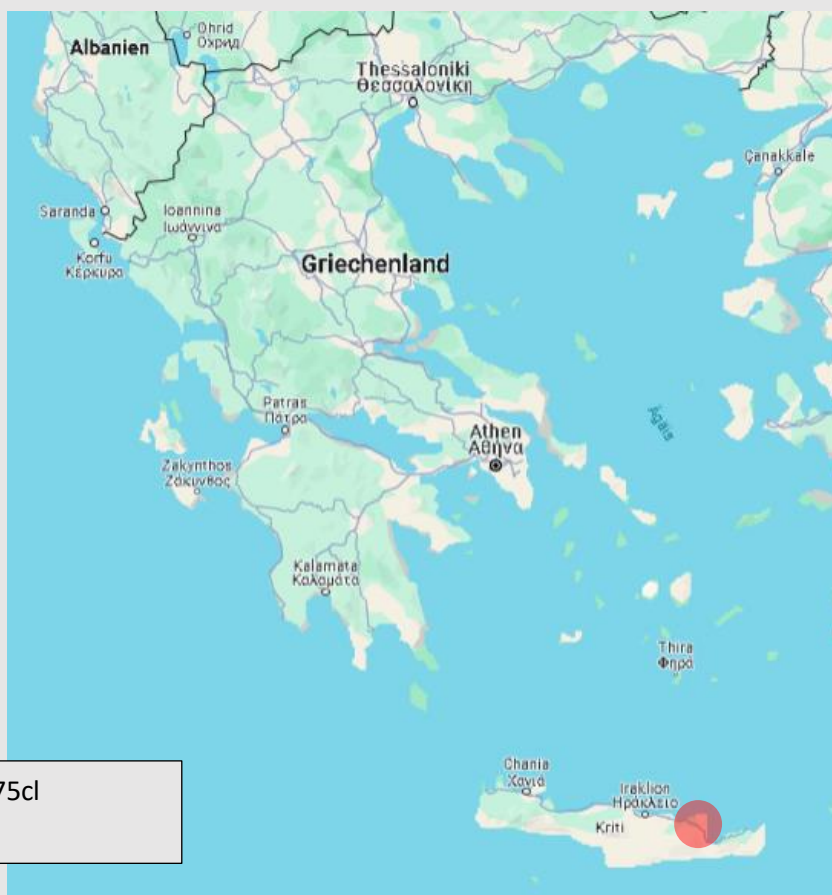 Ohrid
Охрид
Albanien
Thessaloniki
Θεσσαλονίκη
Çanakkale
Saranda
Ioannina
Ιωάννινα
Korfu
Κέρκυρα
Griechenland
Patras
Πάτρα
Ägäis
Athen
Αθήνα
Zakynthos
Ζάκυνθος
Kalamata
Καλαμάτα
Thira
Φηρά
Chania
Χανιά
75cl
Iraklion
Ηράκλειο
Kriti